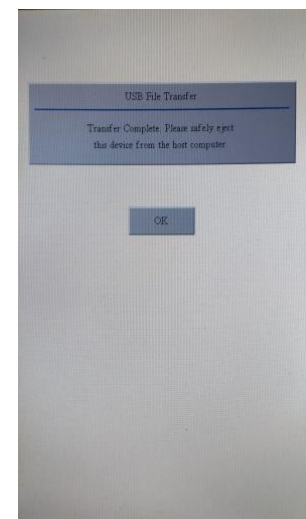 USB File Transfer
Transfer Complete. Please safely eject
this device from the host computer
OK